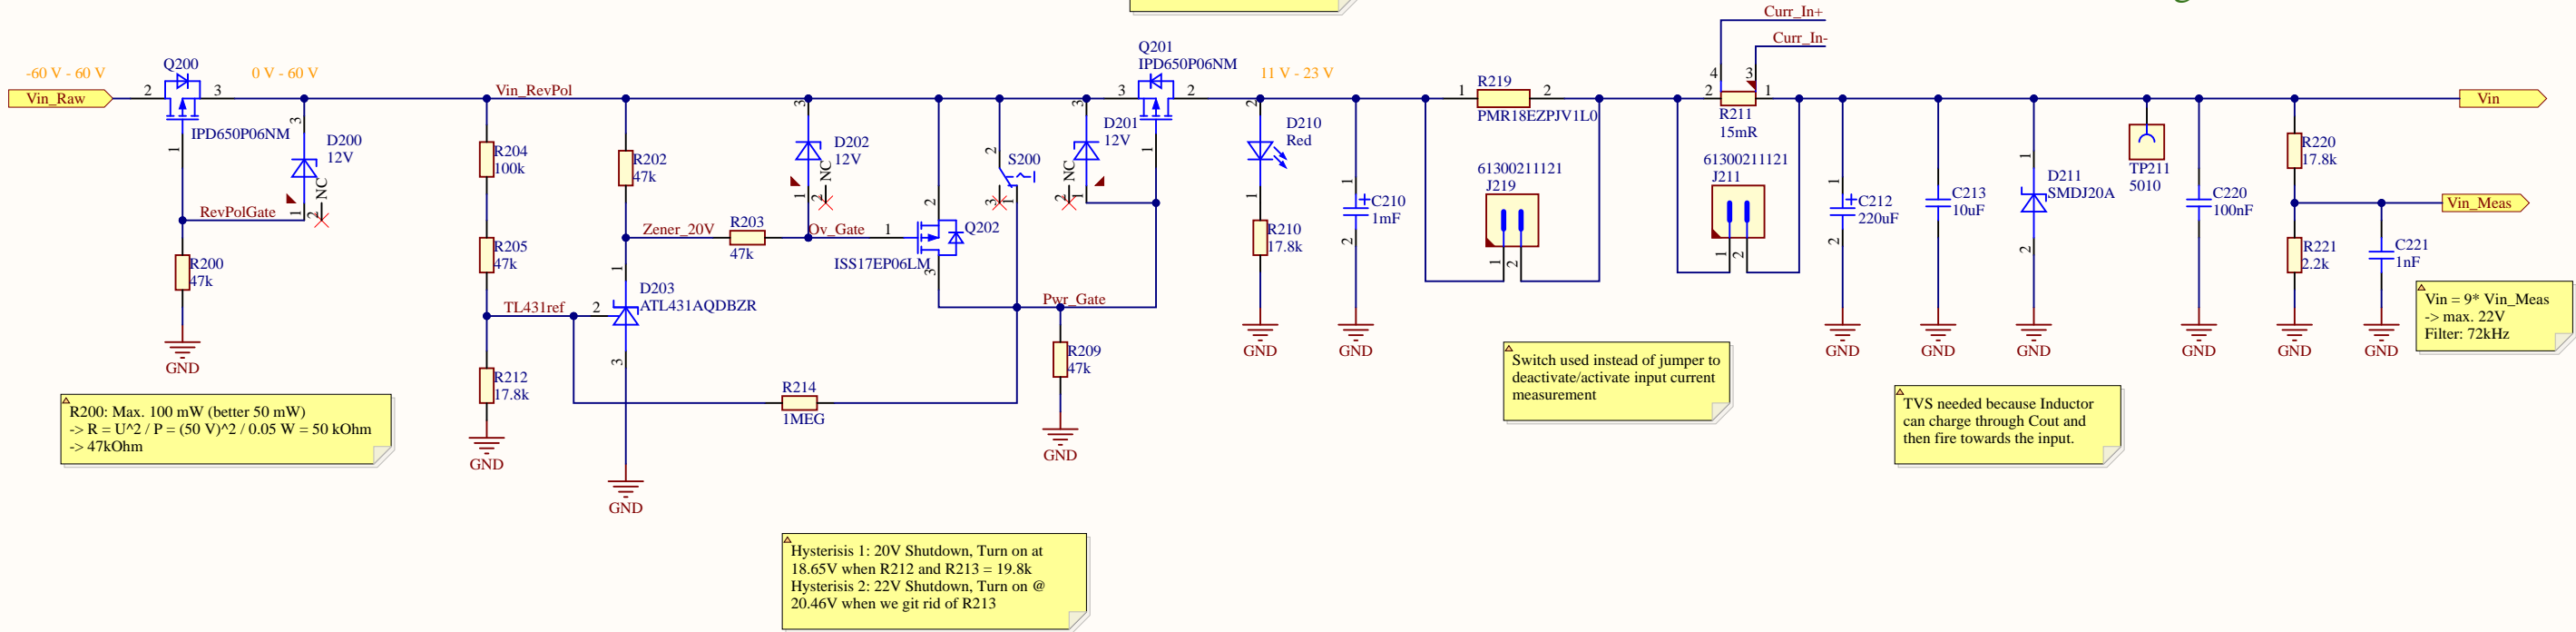 Curr_In+
Curr_In-
-60 V - 60 V
Q200
0 V - 60 V
Q201
IPD650P06NM
11 V - 23 V
Vin_Raw
2
3
Vin_RevPol
3
2
1
R219
2
PMR18EZPJV1L0
4
3
2
1
R211
15mR
Vin
IPD650P06NM
1
3
D200
12V
1
2
NC
RevPolGate
R200
47k
GND
R204
100k
R205
47k
TL431ref
R212
17.8k
GND
R202
47k
Zener_20V
R203
47k
1
2
D203
ATL431AQDBZR
3
GND
3
D202
12V
1
2
NC
Ov_Gate
1
2
Q202
ISS17EP06LM
3
2
S200
3
1
3
D201
12V
NC
2
1
1
Pwr_Gate
R214
1MEG
R209
47k
GND
2
D210
Red
1
R210
17.8k
GND
1
C210
1mF
2
GND
61300211121
J219
1
2
61300211121
J211
1
2
1
C212
220uF
2
GND
C213
10uF
GND
1
D211
SMDJ20A
2
GND
TP211
5010
C220
100nF
GND
R220
17.8k
Vin_Meas
R221
2.2k
GND
C221
1nF
GND
Vin = 9* Vin_Meas
-> max. 22V
Filter: 72kHz
R200: Max. 100 mW (better 50 mW)
-> R = U^2 / P = (50 V)^2 / 0.05 W = 50 kOhm
-> 47kOhm
Switch used instead of jumper to
deactivate/activate input current
measurement
TVS needed because Inductor
can charge through Cout and
then fire towards the input.
Hysterisis 1: 20V Shutdown, Turn on at
18.65V when R212 and R213 = 19.8k
Hysterisis 2: 22V Shutdown, Turn on @
20.46V when we git rid of R213